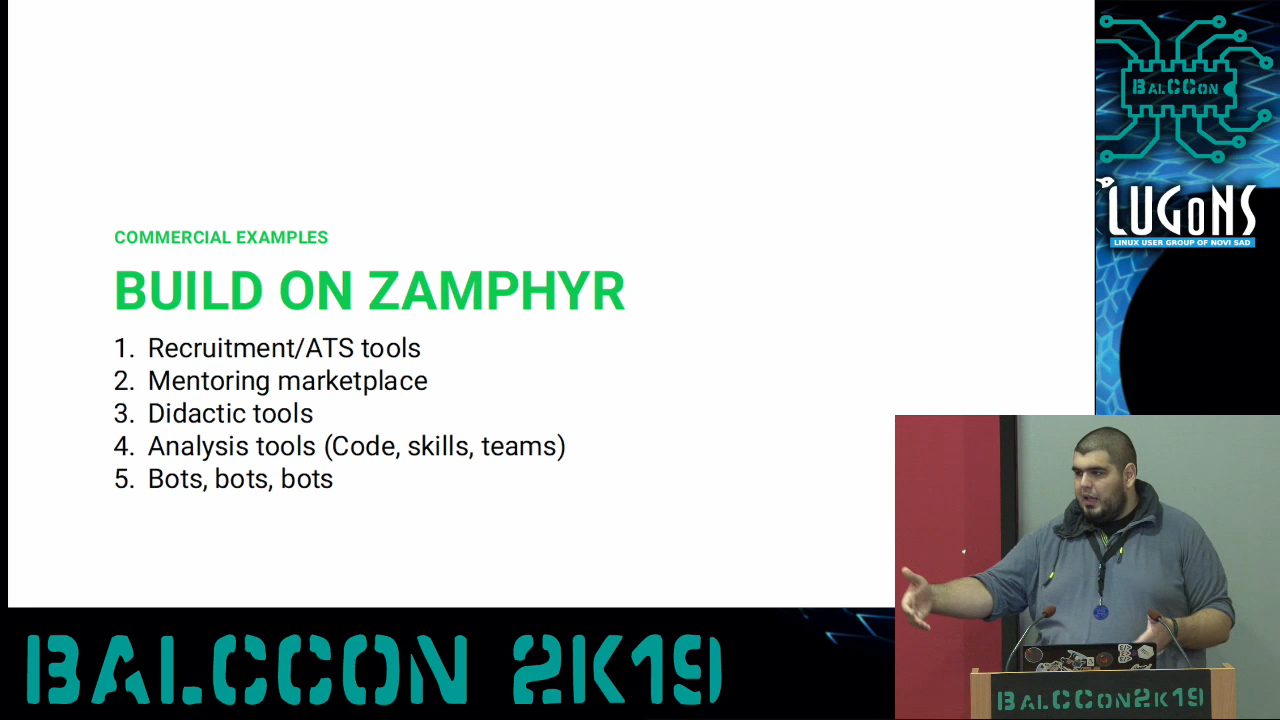 COMMERCIAL EXAMPLES
BUILD ON ZAMPHYR
1. Recruitment/ATS tools
2. Mentoring marketplace
3. Didactic tools
4. Analysis tools (Code, skills, teams)
5. Bots, bots, bots
BALCCON
LUGONS
LINUX USER GROUP OF NOVI SAD
BALCCON 2K19
BALCCON2K19